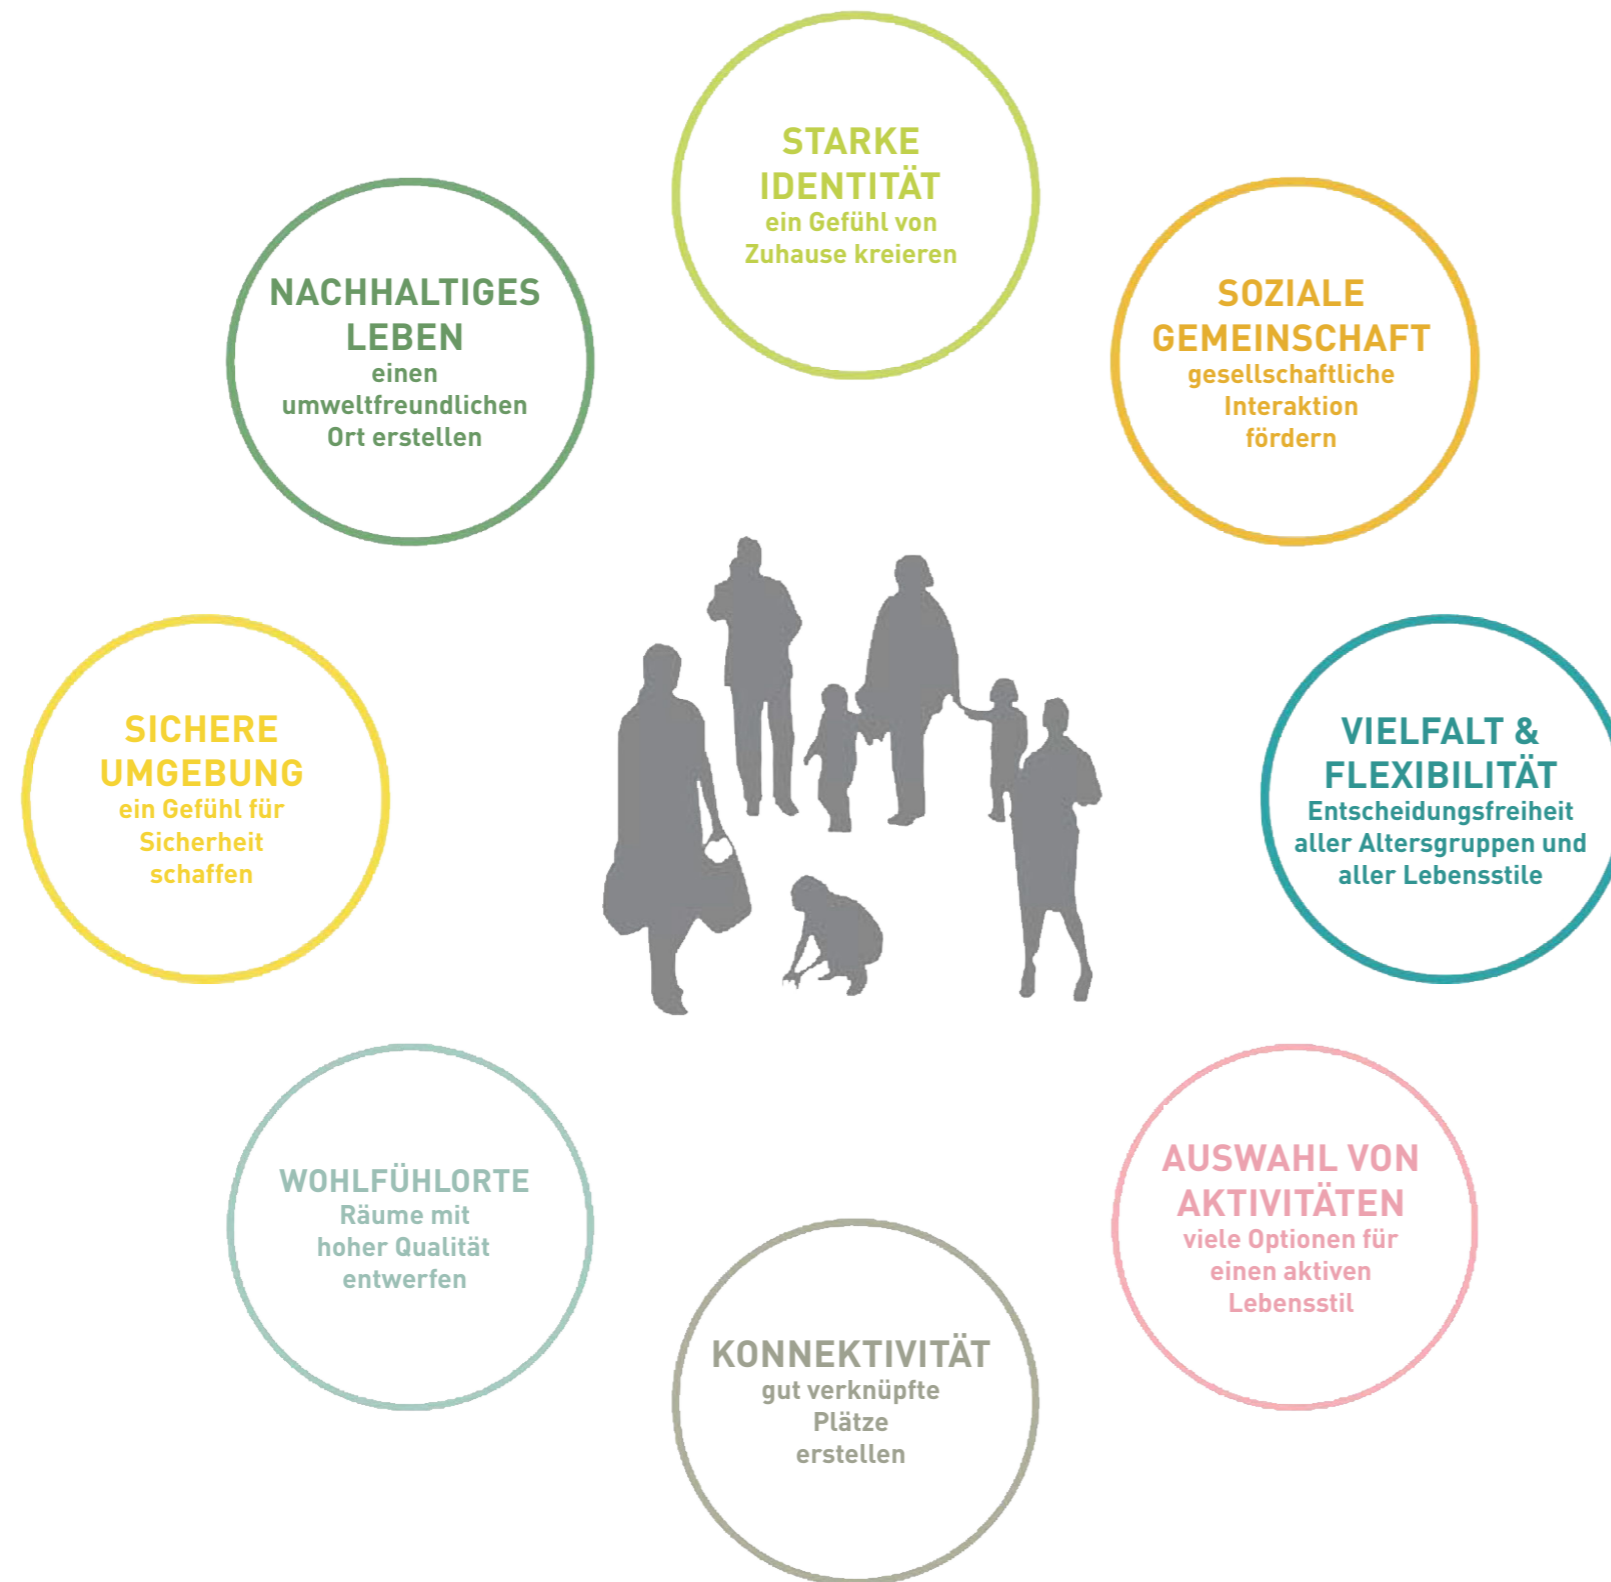 STARKE
IDENTITÄT
ein Gefühl von
Zuhause kreieren
NACHHALTIGES
LEBEN
einen
umweltfreundlichen
Ort erstellen
SOZIALE
GEMEINSCHAFT
gesellschaftliche
Interaktion
fördern
SICHERE
UMGEBUNG
ein Gefühl für
Sicherheit
schaffen
VIELFALT &
FLEXIBILITÄT
Entscheidungsfreiheit
aller Altersgruppen und
aller Lebensstile
WOHLFÜHLORTE
Räume mit
hoher Qualität
entwerfen
AUSWAHL VON
AKTIVITÄTEN
viele Optionen für
einen aktiven
Lebensstil
KONNEKTIVITÄT
gut verknüpfte
Plätze
erstellen